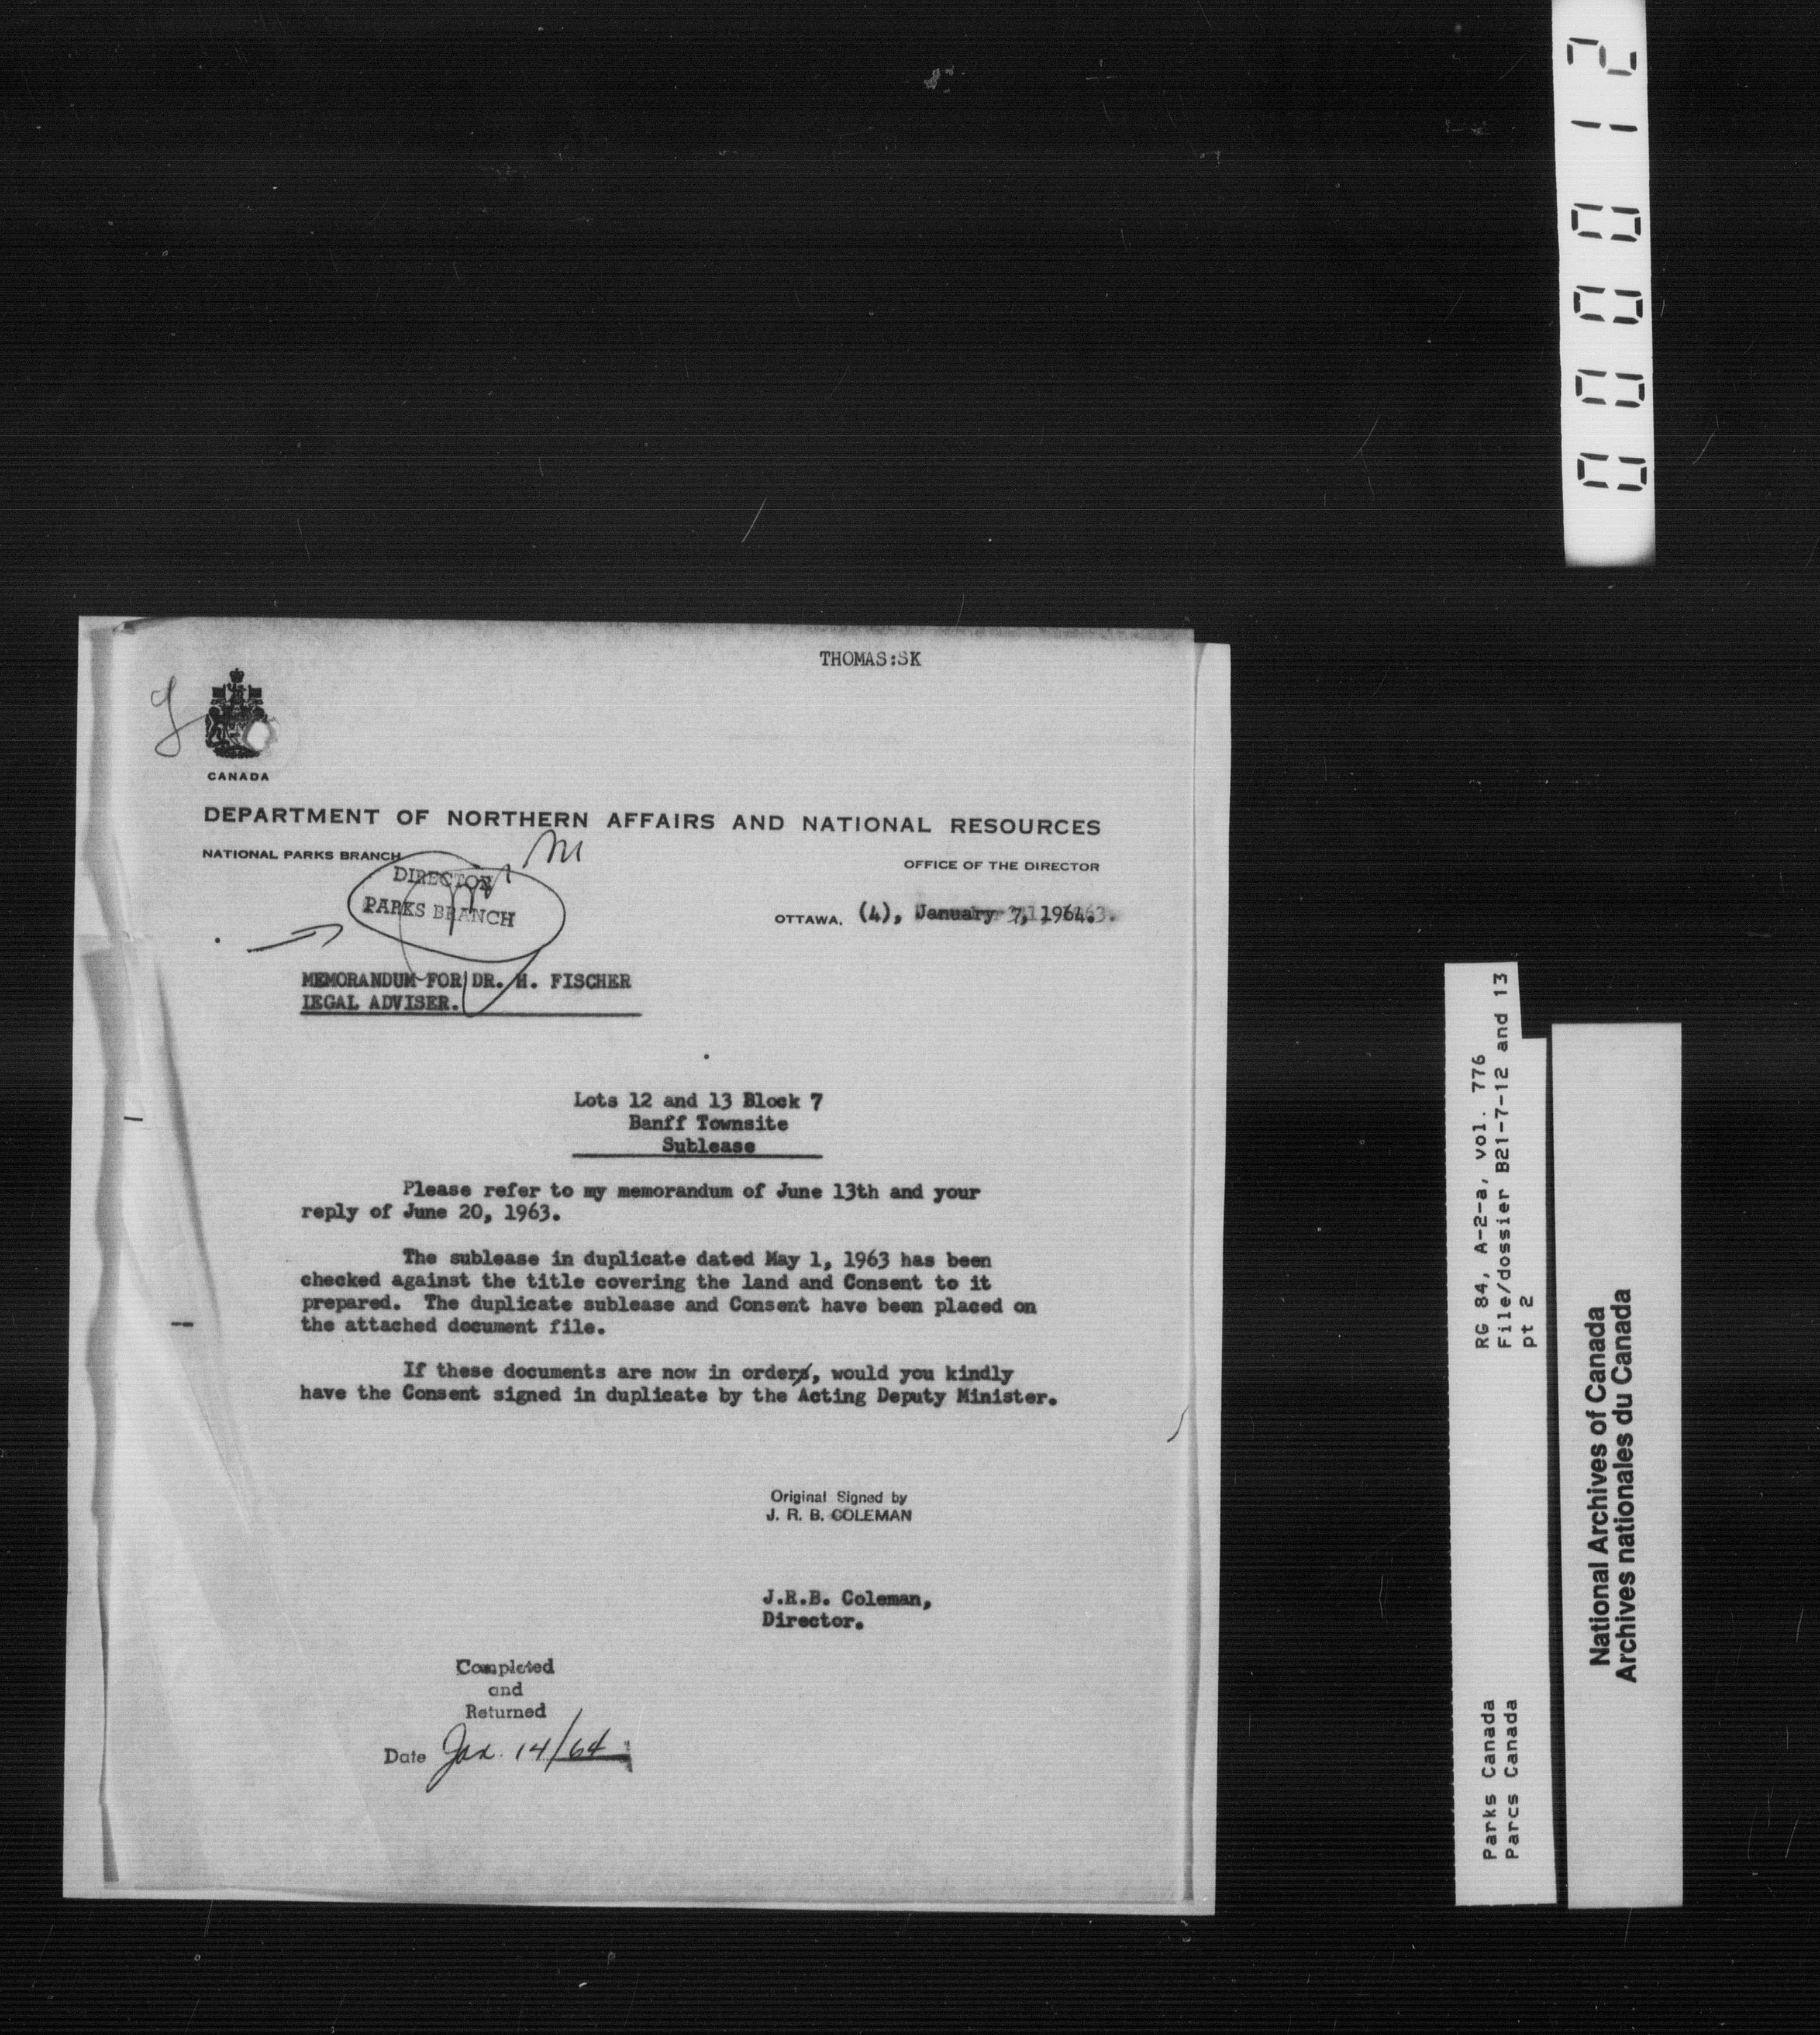 THOMAS:SK
CANADA
DEPARTMENT OF NORTHERN AFFAIRS AND NATIONAL RESOURCES
NATIONAL PARKS BRANCH
OFFICE OF THE DIRECTOR
DIRECTOR
PARKS BRANCH
OTTAWA, (4), January 7, 1964.
MEMORANDUM FOR DR. H. FISCHER
LEGAL ADVISER.
Lots 12 and 13 Block 7
Banff Townsite
Sublease
Please refer to my memorandum of June 13th and your
reply of June 20, 1963.
The sublease in duplicate dated May 1, 1963 has been
checked against the title covering the land and Consent to it
prepared. The duplicate sublease and Consent have been placed on
the attached document file.
If these documents are now in order, would you kindly
have the Consent signed in duplicate by the Acting Deputy Minister.
Original Signed by
J. R. B. COLEMAN
J.R.B. Coleman,
Director.
Completed
and
Returned
Date Jan. 14/64
000012
RG 84, A-2-a, vol. 776
File/dossier B21-7-12 and 13
pt 2
Parks Canada
Parcs Canada
National Archives of Canada
Archives nationales du Canada